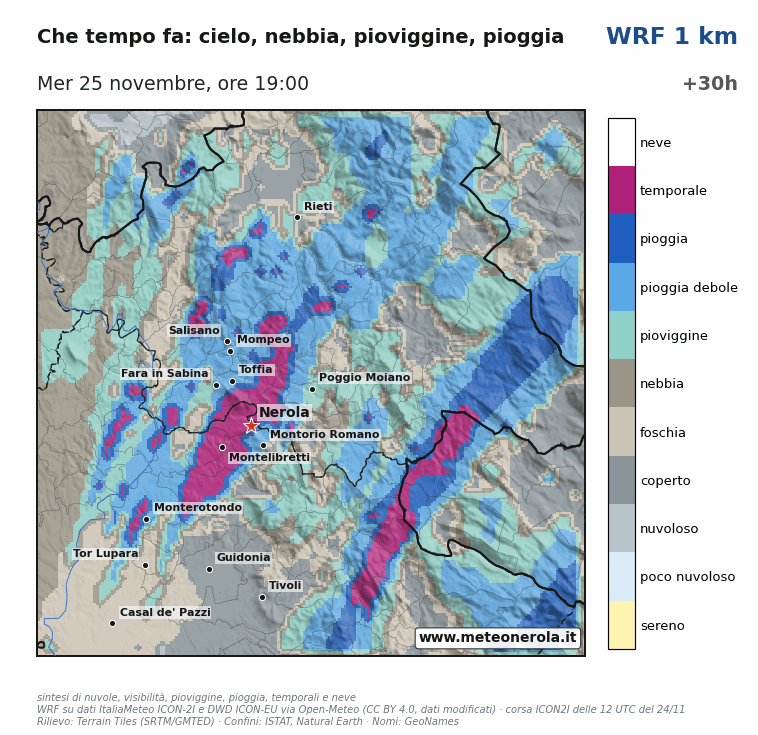 Che tempo fa: cielo, nebbia, pioviggine, pioggia
WRF 1 km
Mer 25 novembre, ore 19:00
+30h
neve
temporale
pioggia
pioggia debole
pioviggine
nebbia
foschia
coperto
nuvoloso
poco nuvoloso
sereno
Rieti
Salisano
Mompeo
Fara in Sabina
Toffia
Poggio Moiano
Nerola
Montorio Romano
Montelibretti
Monterotondo
Tor Lupara
Guidonia
Tivoli
Casal de' Pazzi
www.meteonerola.it
sintesi di nuvole, visibilità, pioviggine, pioggia, temporali e neve
WRF su dati ItaliaMeteo ICON-2I e DWD ICON-EU via Open-Meteo (CC BY 4.0, dati modificati) · corsa ICON2I delle 12 UTC del 24/11
Rilievo: Terrain Tiles (SRTM/GMTED) · Confini: ISTAT, Natural Earth · Nomi: GeoNames